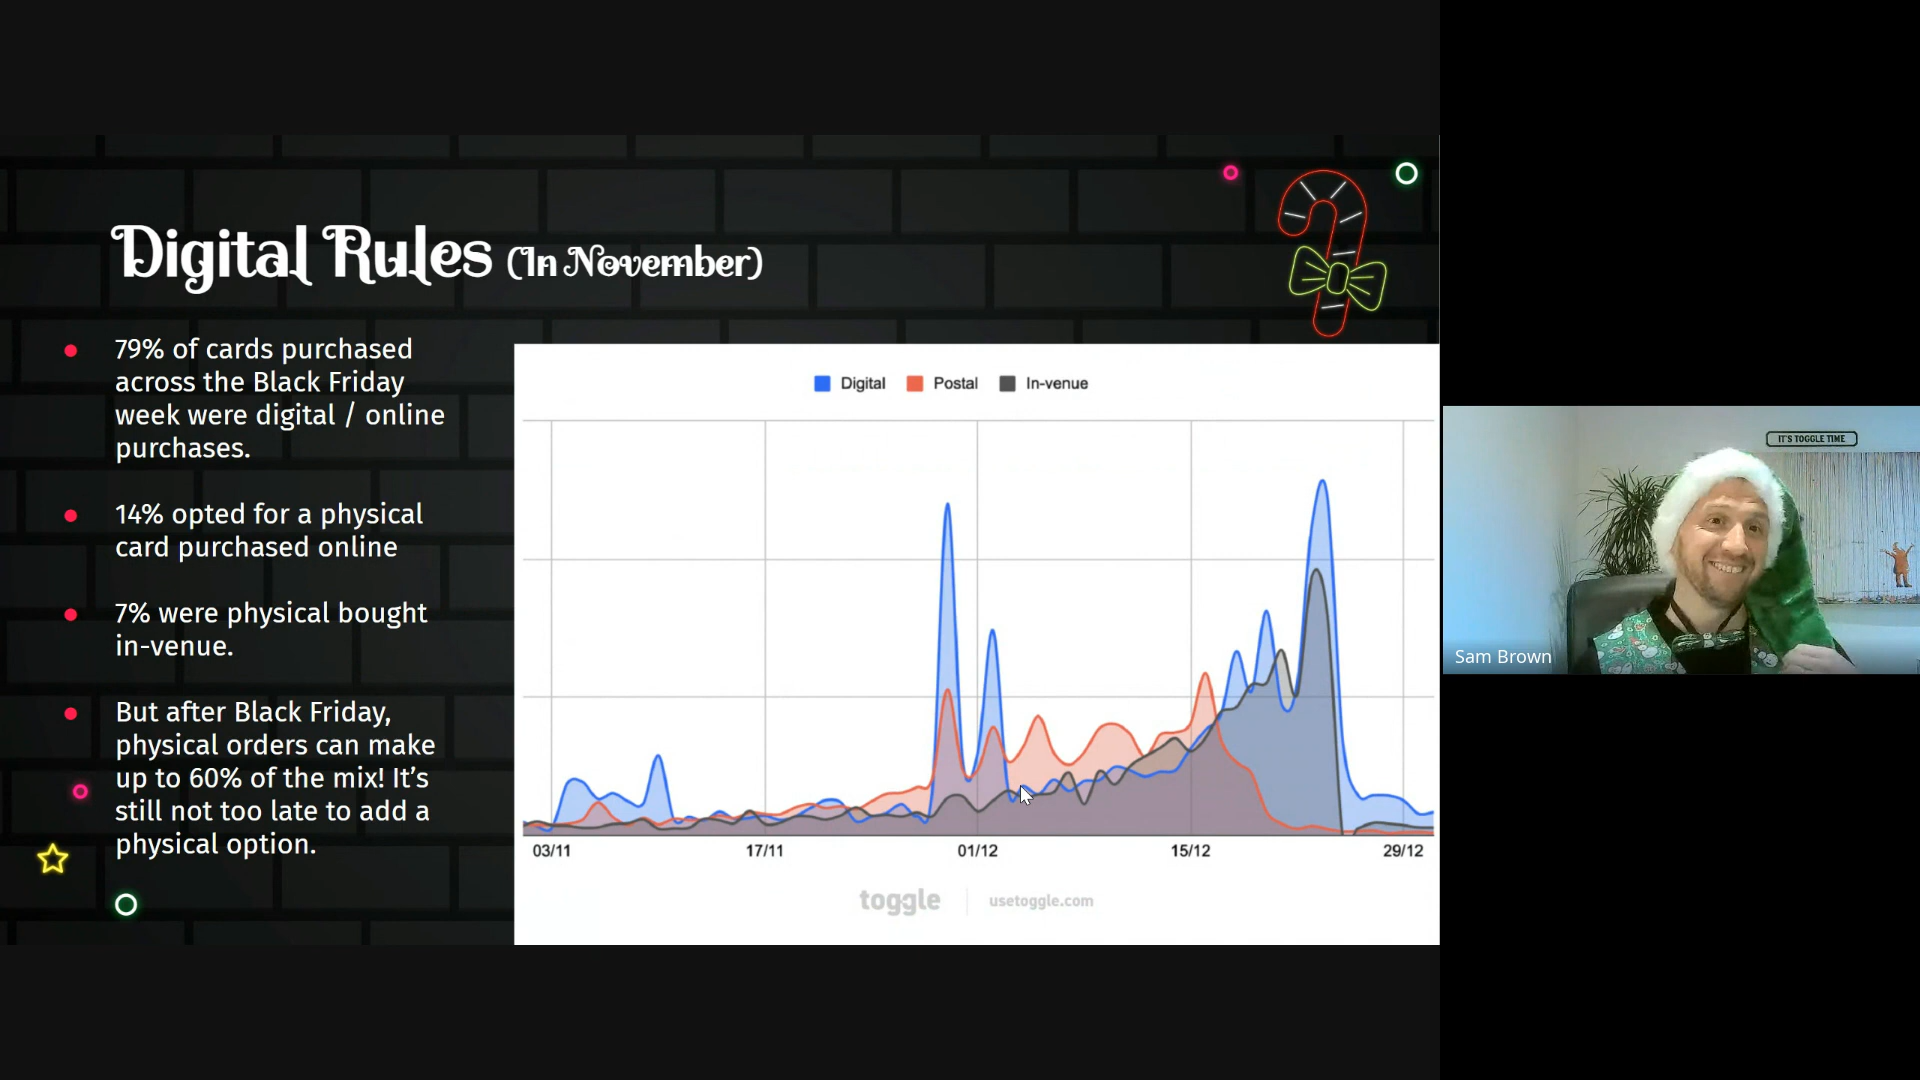 Digital Rules (In November)
79% of cards purchased
across the Black Friday
week were digital / online
purchases.
14% opted for a physical
card purchased online
7% were physical bought
in-venue.
But after Black Friday,
physical orders can make
up to 60% of the mix! It’s
still not too late to add a
physical option.
Digital Postal In-venue
03/11 17/11 01/12 15/12 29/12
toggle usetoggle.com
IT'S TOGGLE TIME
Sam Brown